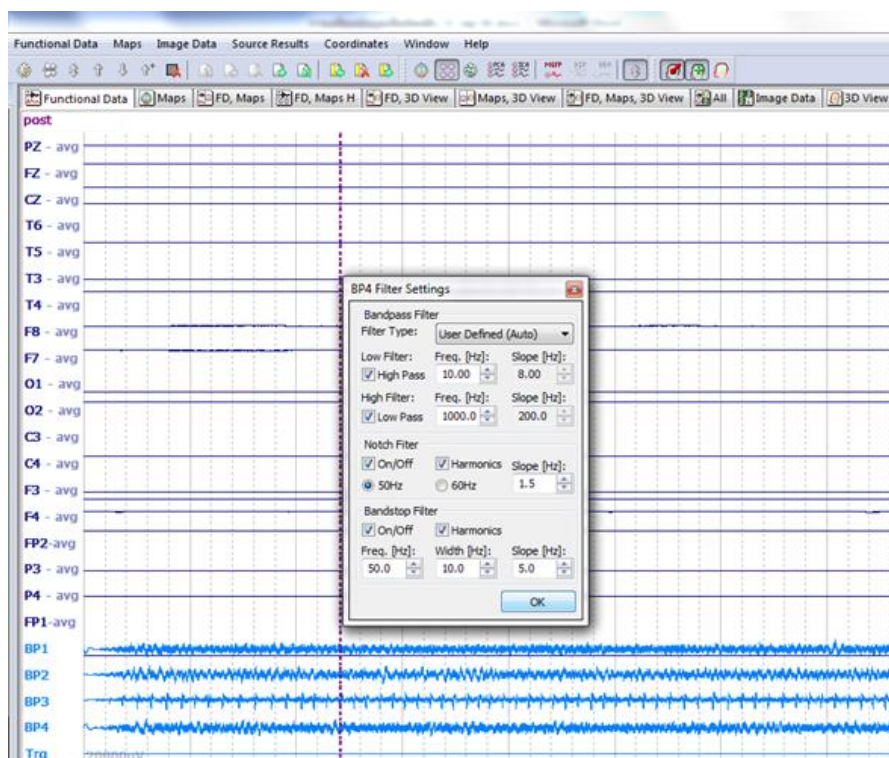 Functional Data Maps Image Data Source Results Coordinates Window Help
Functional Data Maps FD, Maps FD, Maps H FD, 3D View Maps, 3D View FD, Maps, 3D View All Image Data 3D View
post
PZ - avg
FZ - avg
CZ - avg
T6 - avg
T5 - avg
T3 - avg
T4 - avg
F8 - avg
F7 - avg
O1 - avg
O2 - avg
C3 - avg
C4 - avg
F3 - avg
F4 - avg
FP2-avg
P3 - avg
P4 - avg
FP1-avg
BP1
BP2
BP3
BP4
Trg
BP4 Filter Settings
Bandpass Filter
Filter Type: User Defined (Auto)
Low Filter: Freq. [Hz]: Slope [Hz]:
High Pass 10.00 8.00
High Filter: Freq. [Hz]: Slope [Hz]:
Low Pass 1000.0 200.0
Notch Filter
On/Off Harmonics Slope [Hz]:
50Hz 60Hz 1.5
Bandstop Filter
On/Off Harmonics
Freq. [Hz]: Width [Hz]: Slope [Hz]:
50.0 10.0 5.0
OK